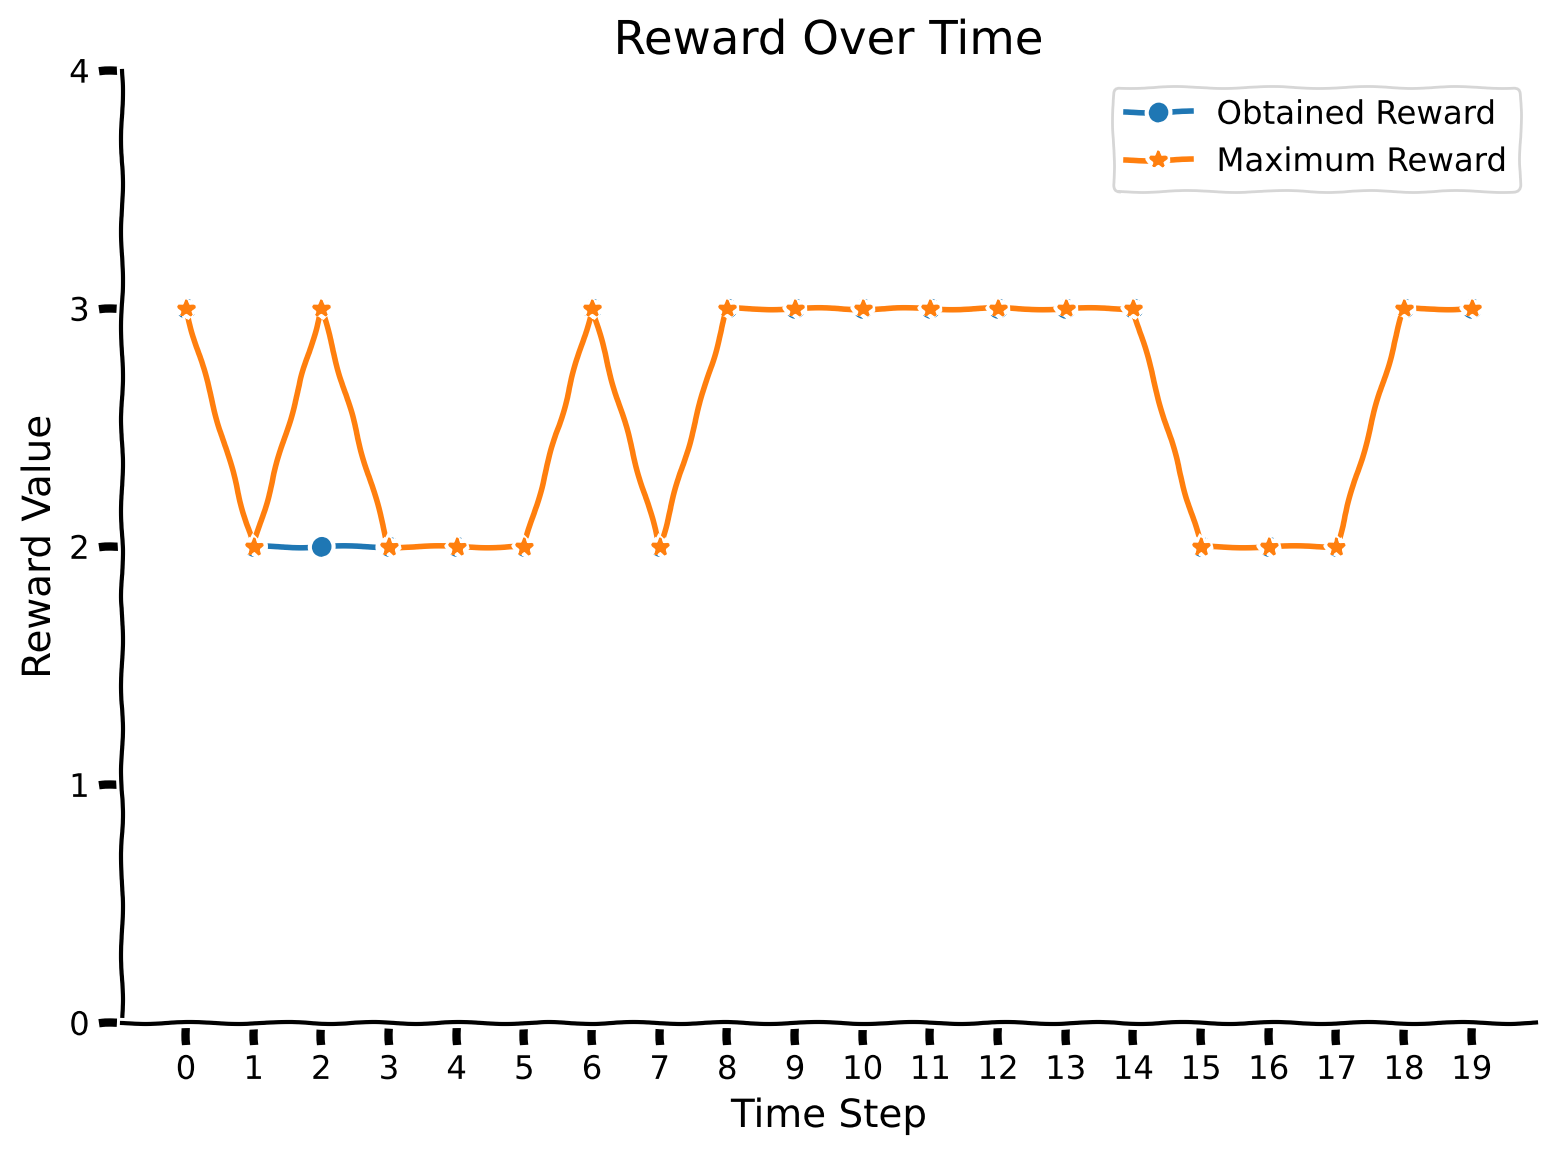 Reward Over Time
Obtained Reward
Maximum Reward
Reward Value
4
3
2
1
0
0 1 2 3 4 5 6 7 8 9 10 11 12 13 14 15 16 17 18 19
Time Step